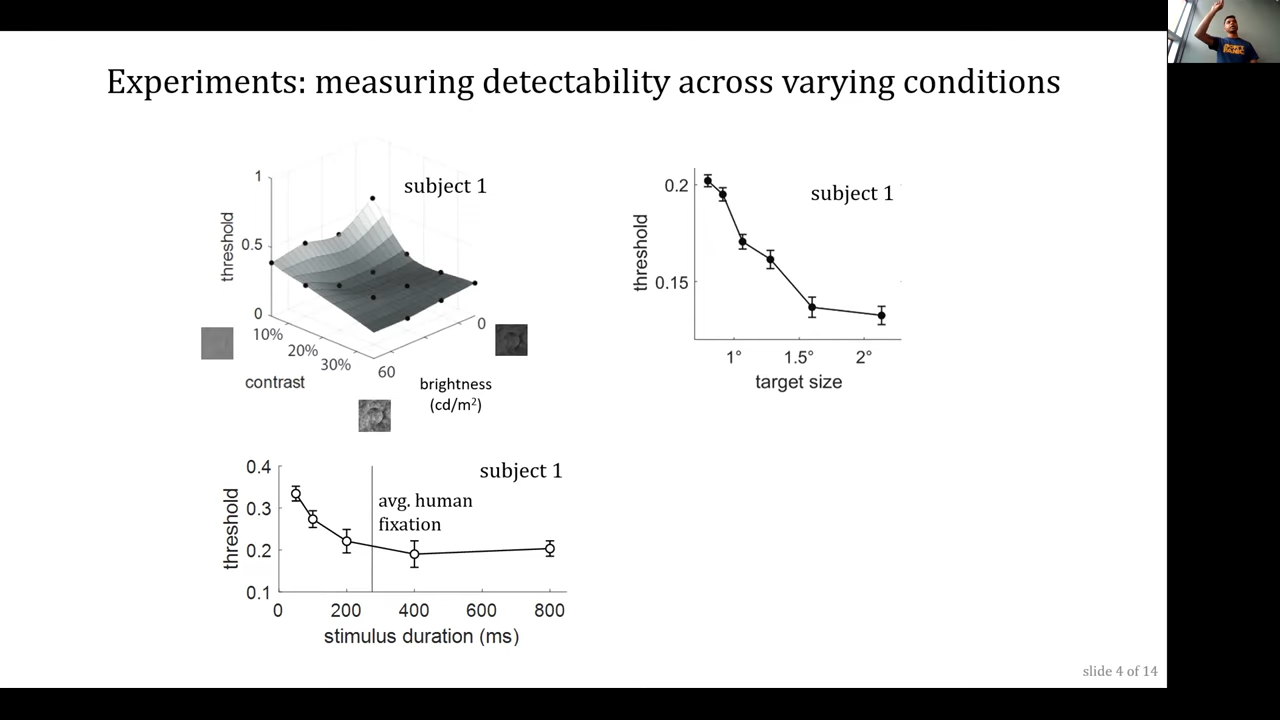 DON'T
PANIC
Experiments: measuring detectability across varying conditions
subject 1
threshold
1
0.5
0
10%
20%
30%
contrast
60
0
brightness
(cd/m²)
subject 1
threshold
0.2
0.15
1°
1.5°
2°
target size
subject 1
threshold
0.4
0.3
0.2
0.1
avg. human
fixation
0
200
400
600
800
stimulus duration (ms)
slide 4 of 14